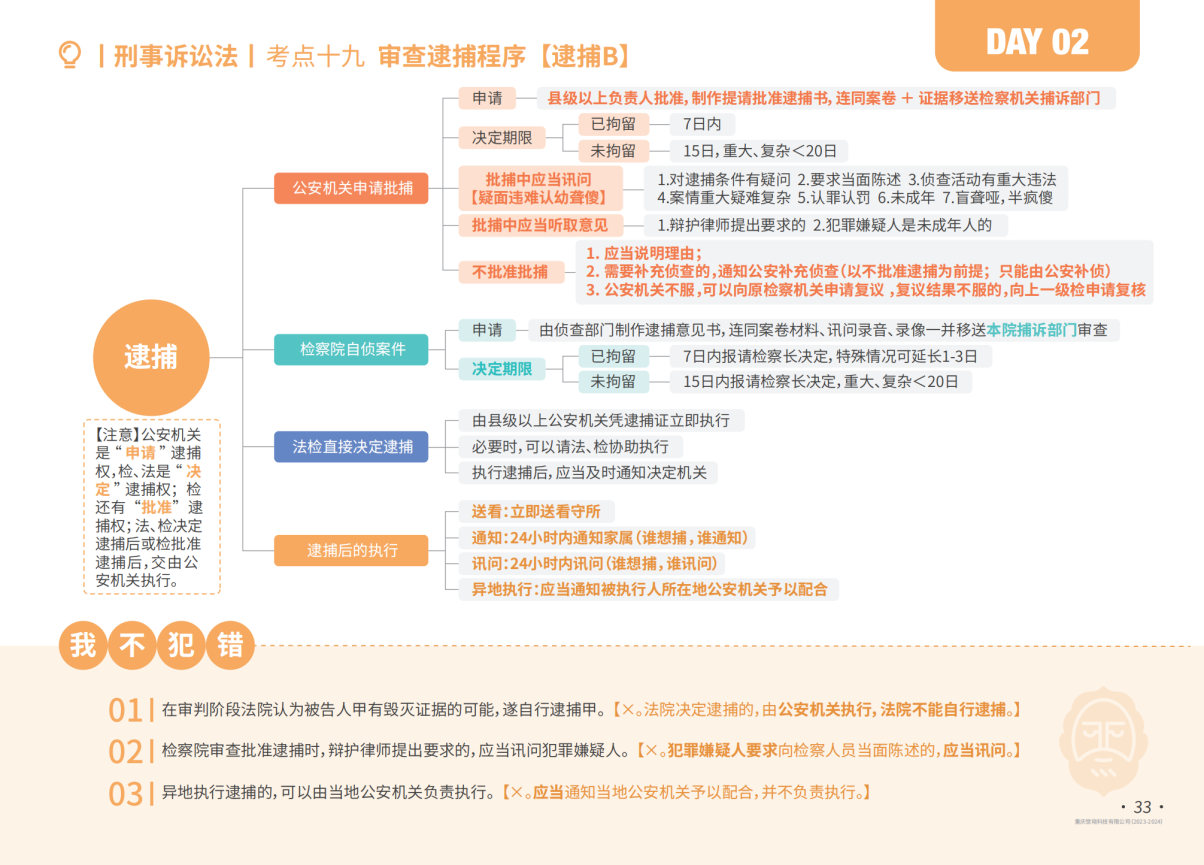 DAY 02
刑事诉讼法 | 考点十九 审查逮捕程序【逮捕B】
逮捕
【注意】公安机关
是“申请”逮捕
权,检、法是“决
定”逮捕权；检
还有“批准”逮
捕权；法、检决定
逮捕后或检批准
逮捕后,交由公
安机关执行。
公安机关申请批捕
申请
县级以上负责人批准,制作提请批准逮捕书,连同案卷 ＋ 证据移送检察机关捕诉部门
决定期限
已拘留
7日内
未拘留
15日,重大、复杂＜20日
批捕中应当讯问
【疑面违难认幼聋傻】
1.对逮捕条件有疑问 2.要求当面陈述 3.侦查活动有重大违法
4.案情重大疑难复杂 5.认罪认罚 6.未成年 7.盲聋哑,半疯傻
批捕中应当听取意见
1.辩护律师提出要求的 2.犯罪嫌疑人是未成年人的
不批准批捕
1. 应当说明理由；
2. 需要补充侦查的,通知公安补充侦查(以不批准逮捕为前提；只能由公安补侦)
3. 公安机关不服,可以向原检察机关申请复议 ,复议结果不服的,向上一级检申请复核
检察院自侦案件
申请
由侦查部门制作逮捕意见书,连同案卷材料、讯问录音、录像一并移送本院捕诉部门审查
决定期限
已拘留
7日内报请检察长决定,特殊情况可延长1-3日
未拘留
15日内报请检察长决定,重大、复杂＜20日
法检直接决定逮捕
由县级以上公安机关凭逮捕证立即执行
必要时,可以请法、检协助执行
执行逮捕后,应当及时通知决定机关
逮捕后的执行
送看:立即送看守所
通知:24小时内通知家属(谁想捕,谁通知)
讯问:24小时内讯问(谁想捕,谁讯问)
异地执行:应当通知被执行人所在地公安机关予以配合
我不犯错
01 | 在审判阶段法院认为被告人甲有毁灭证据的可能,遂自行逮捕甲。【×。法院决定逮捕的,由公安机关执行,法院不能自行逮捕。】
02 | 检察院审查批准逮捕时,辩护律师提出要求的,应当讯问犯罪嫌疑人。【×。犯罪嫌疑人要求向检察人员当面陈述的,应当讯问。】
03 | 异地执行逮捕的,可以由当地公安机关负责执行。【×。应当通知当地公安机关予以配合,并不负责执行。】
· 33 ·